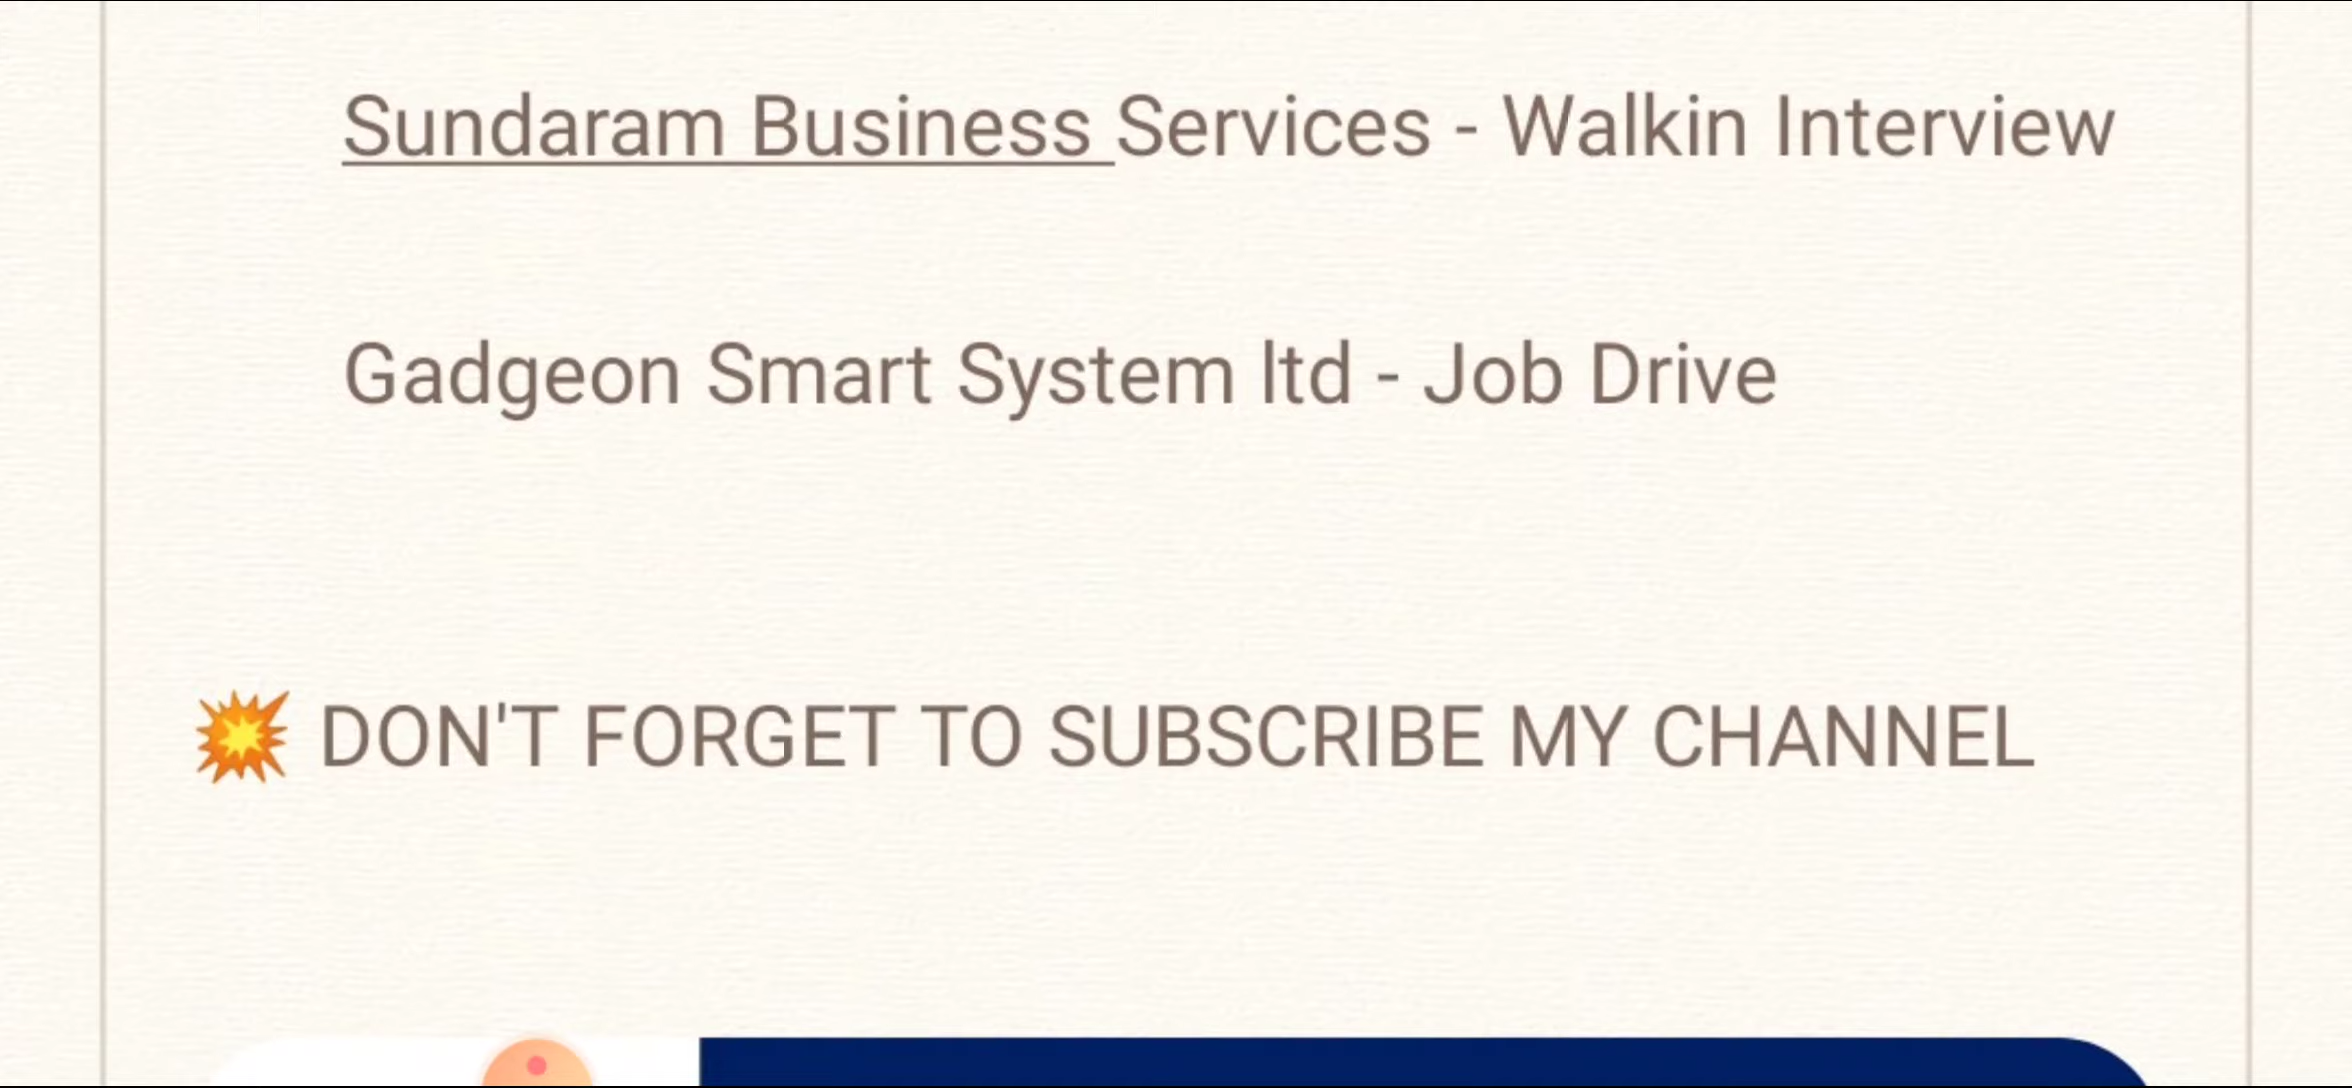 Sundaram Business Services - Walkin Interview
Gadgeon Smart System ltd - Job Drive
💥 DON'T FORGET TO SUBSCRIBE MY CHANNEL